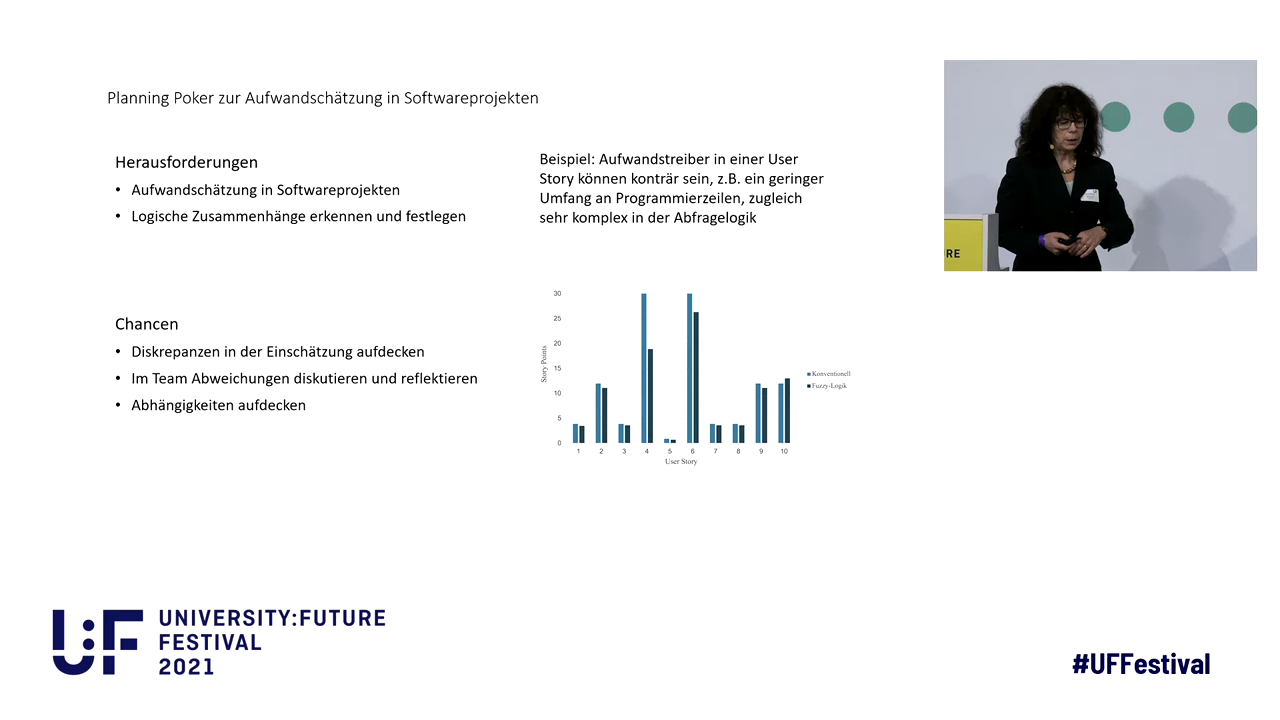 Planning Poker zur Aufwandschätzung in Softwareprojekten
Herausforderungen
• Aufwandschätzung in Softwareprojekten
• Logische Zusammenhänge erkennen und festlegen
Chancen
• Diskrepanzen in der Einschätzung aufdecken
• Im Team Abweichungen diskutieren und reflektieren
• Abhängigkeiten aufdecken
Beispiel: Aufwandstreiber in einer User
Story können konträr sein, z.B. ein geringer
Umfang an Programmierzeilen, zugleich
sehr komplex in der Abfragelogik
30
25
20
15
10
5
0
Story Points
1 2 3 4 5 6 7 8 9 10
User Story
Konventionell
Fuzzy-Logik
RE
U:F
UNIVERSITY:FUTURE
FESTIVAL
2021
#UFFestival